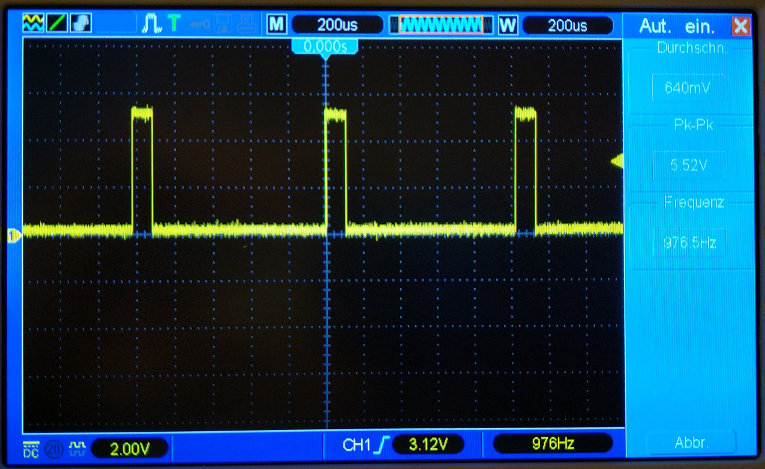 T M 200us W 200us Aut. ein.
0.000s
Durchschn.
640mV
Pk-Pk
5.52V
Frequenz
976.5Hz
1
DC 20 2.00V CH1 3.12V 976Hz Abbr.